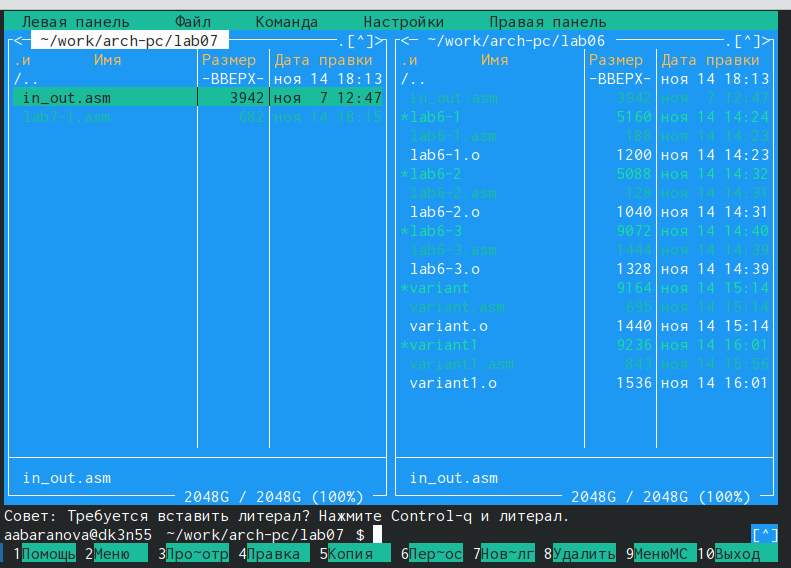 Левая панель Файл Команда Настройки Правая панель
<— ~/work/arch-pc/lab07 .[^]> <— ~/work/arch-pc/lab06 .[^]>
.и Имя Размер Дата правки .и Имя Размер Дата правки
/.. -ВВЕРХ- ноя 14 18:13 /.. -ВВЕРХ- ноя 14 18:13
in_out.asm 3942 ноя 7 12:47 in_out.asm 3942 ноя 7 12:47
lab7-1.asm 682 ноя 14 18:15 *lab6-1 5160 ноя 14 14:24
lab6-1.asm 188 ноя 14 14:23
lab6-1.o 1200 ноя 14 14:23
*lab6-2 5088 ноя 14 14:32
lab6-2.asm 128 ноя 14 14:31
lab6-2.o 1040 ноя 14 14:31
*lab6-3 9072 ноя 14 14:40
lab6-3.asm 1444 ноя 14 14:39
lab6-3.o 1328 ноя 14 14:39
*variant 9164 ноя 14 15:14
variant.asm 695 ноя 14 15:14
variant.o 1440 ноя 14 15:14
*variant1 9236 ноя 14 16:01
variant1.asm 843 ноя 14 15:56
variant1.o 1536 ноя 14 16:01
in_out.asm in_out.asm
2048G / 2048G (100%) 2048G / 2048G (100%)
Совет: Требуется вставить литерал? Нажмите Control-q и литерал.
aabaranova@dk3n55 ~/work/arch-pc/lab07 $ [^]
1Помощь 2Меню 3Про~отр 4Правка 5Копия 6Пер~ос 7Нов~лг 8Удалить 9МенюMC 10Выход